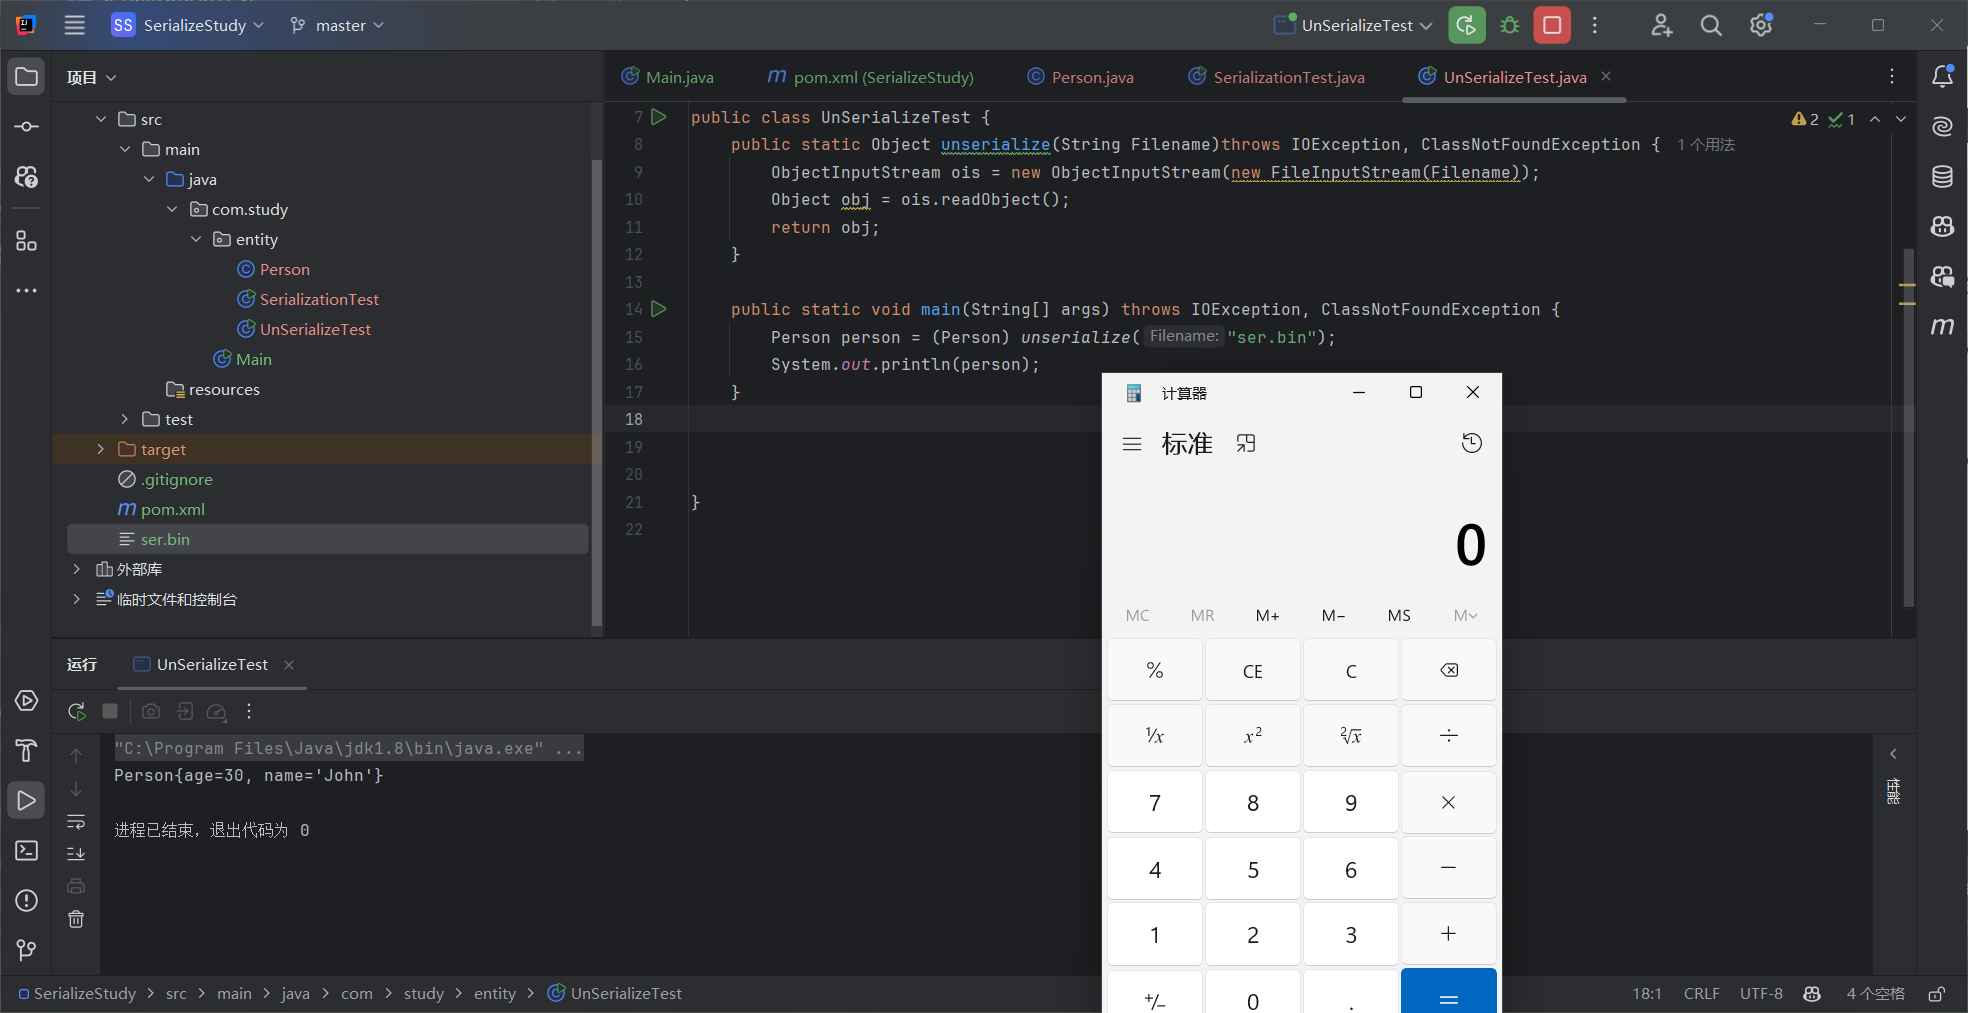 SS SerializeStudy master UnSerializeTest
项目
Main.java pom.xml (SerializeStudy) Person.java SerializationTest.java UnSerializeTest.java
src
main
java
com.study
entity
Person
SerializationTest
UnSerializeTest
Main
resources
test
target
.gitignore
pom.xml
ser.bin
外部库
临时文件和控制台
7 public class UnSerializeTest {
2 1
8 public static Object unserialize(String Filename)throws IOException, ClassNotFoundException { 1 个用法
9 ObjectInputStream ois = new ObjectInputStream(new FileInputStream(Filename));
10 Object obj = ois.readObject();
11 return obj;
12 }
13
14 public static void main(String[] args) throws IOException, ClassNotFoundException {
15 Person person = (Person) unserialize( Filename: "ser.bin");
16 System.out.println(person);
17 }
18
19
20
21 }
22
计算器
标准
0
MC MR M+ M− MS M
% CE C
⅟x x² ²√x ÷
7 8 9 ×
4 5 6 −
1 2 3 +
+/− 0 . =
运行 UnSerializeTest
"C:\Program Files\Java\jdk1.8\bin\java.exe" ...
Person{age=30, name='John'}
进程已结束，退出代码为 0
性能
SerializeStudy > src > main > java > com > study > entity > UnSerializeTest
18:1 CRLF UTF-8 4 个空格